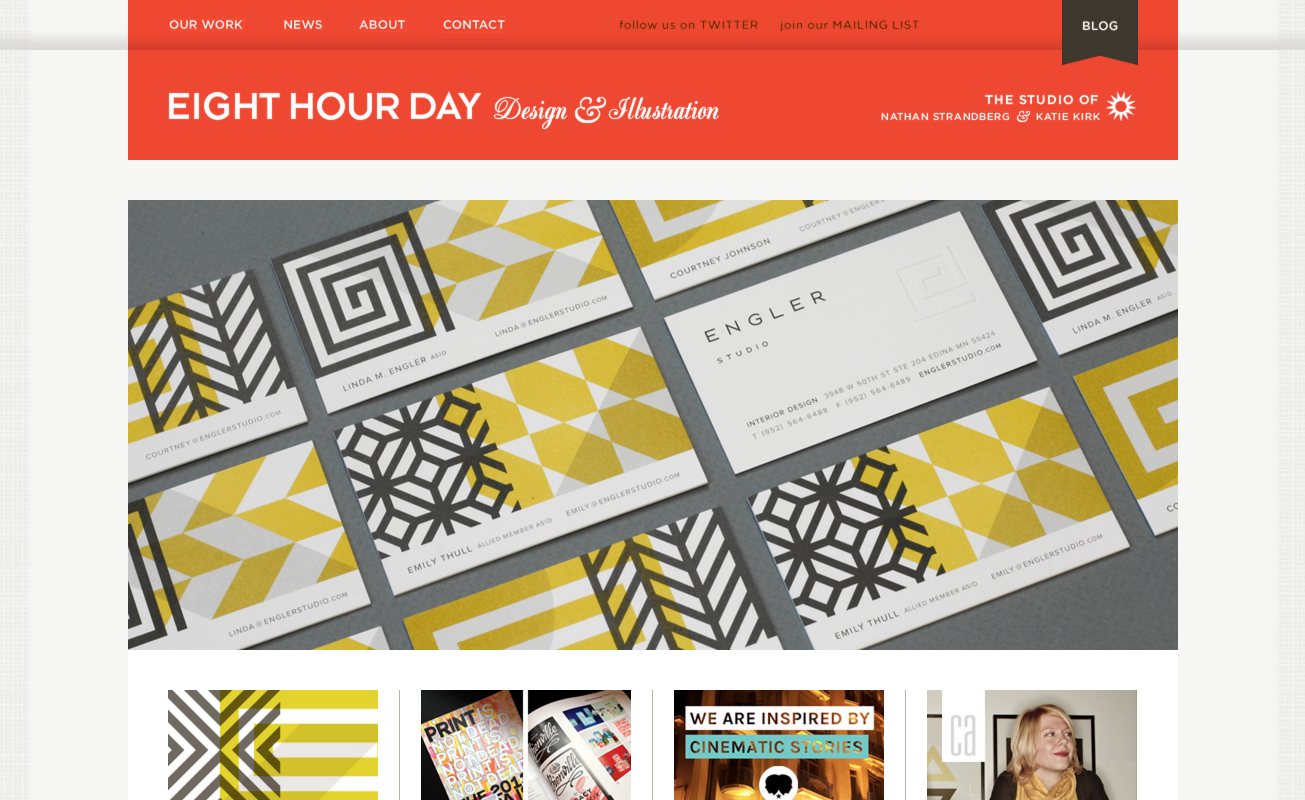 OUR WORK NEWS ABOUT CONTACT follow us on TWITTER join our MAILING LIST BLOG
EIGHT HOUR DAY Design & Illustration
THE STUDIO OF
NATHAN STRANDBERG & KATIE KIRK
COURTNEY JOHNSON
LINDA M. ENGLER ASID LINDA@ENGLERSTUDIO.COM
ENGLER
STUDIO
INTERIOR DESIGN 3948 W 50TH ST STE 204 EDINA MN 55424
T (952) 564-6488 F (952) 564-6489 ENGLERSTUDIO.COM
LINDA M. ENGLER ASID
COURTNEY@ENGLERSTUDIO.COM
EMILY THULL ALLIED MEMBER ASID EMILY@ENGLERSTUDIO.COM
LINDA@ENGLERSTUDIO.COM
EMILY THULL ALLIED MEMBER ASID EMILY@ENGLERSTUDIO.COM
PRINT IS
WE ARE INSPIRED BY
CINEMATIC STORIES
ca